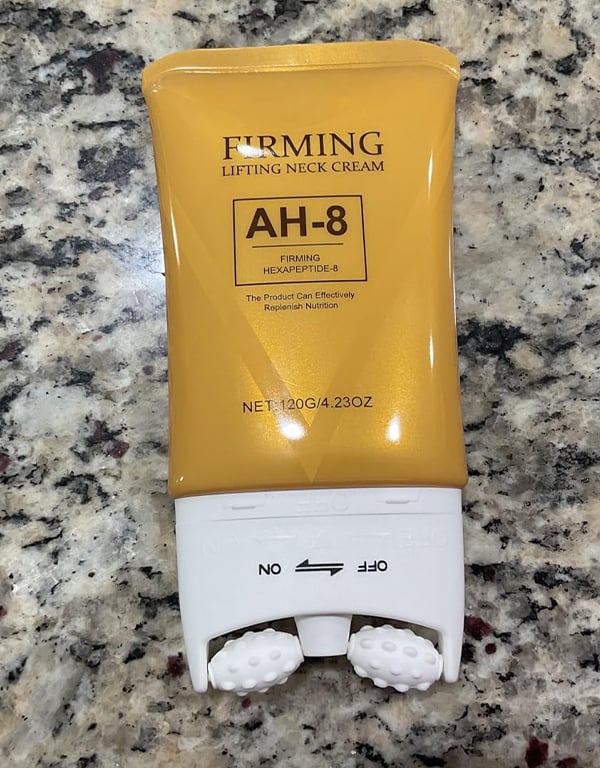 FIRMING
LIFTING NECK CREAM
AH-8
FIRMING
HEXAPEPTIDE-8
The Product Can Effectively
Replenish Nutrition
NET:120G/4.23OZ
OFF ⇌ ON